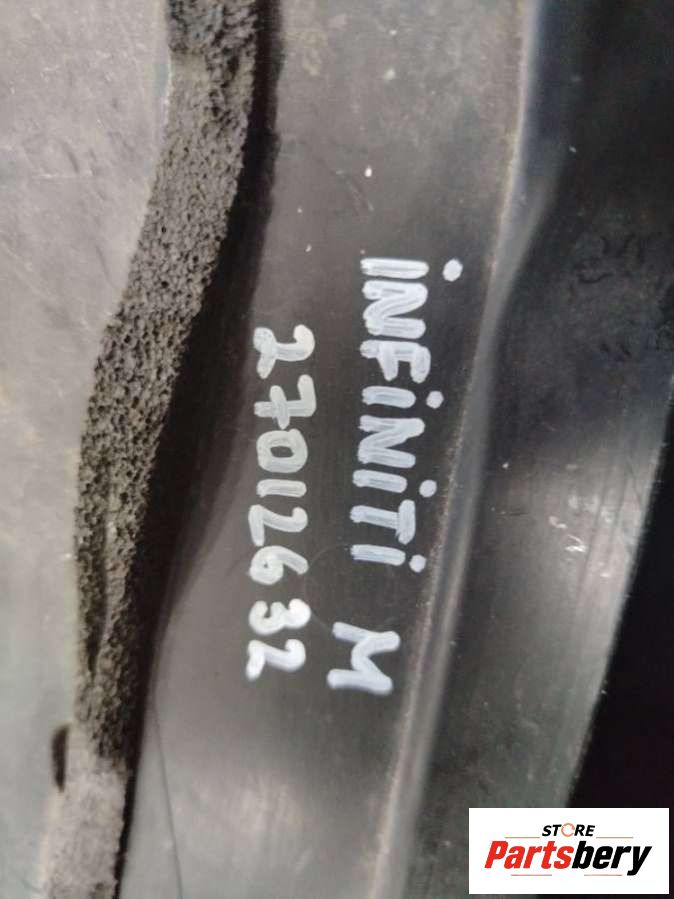 iNFiNiTi M
27012632
STORE
Partsbery